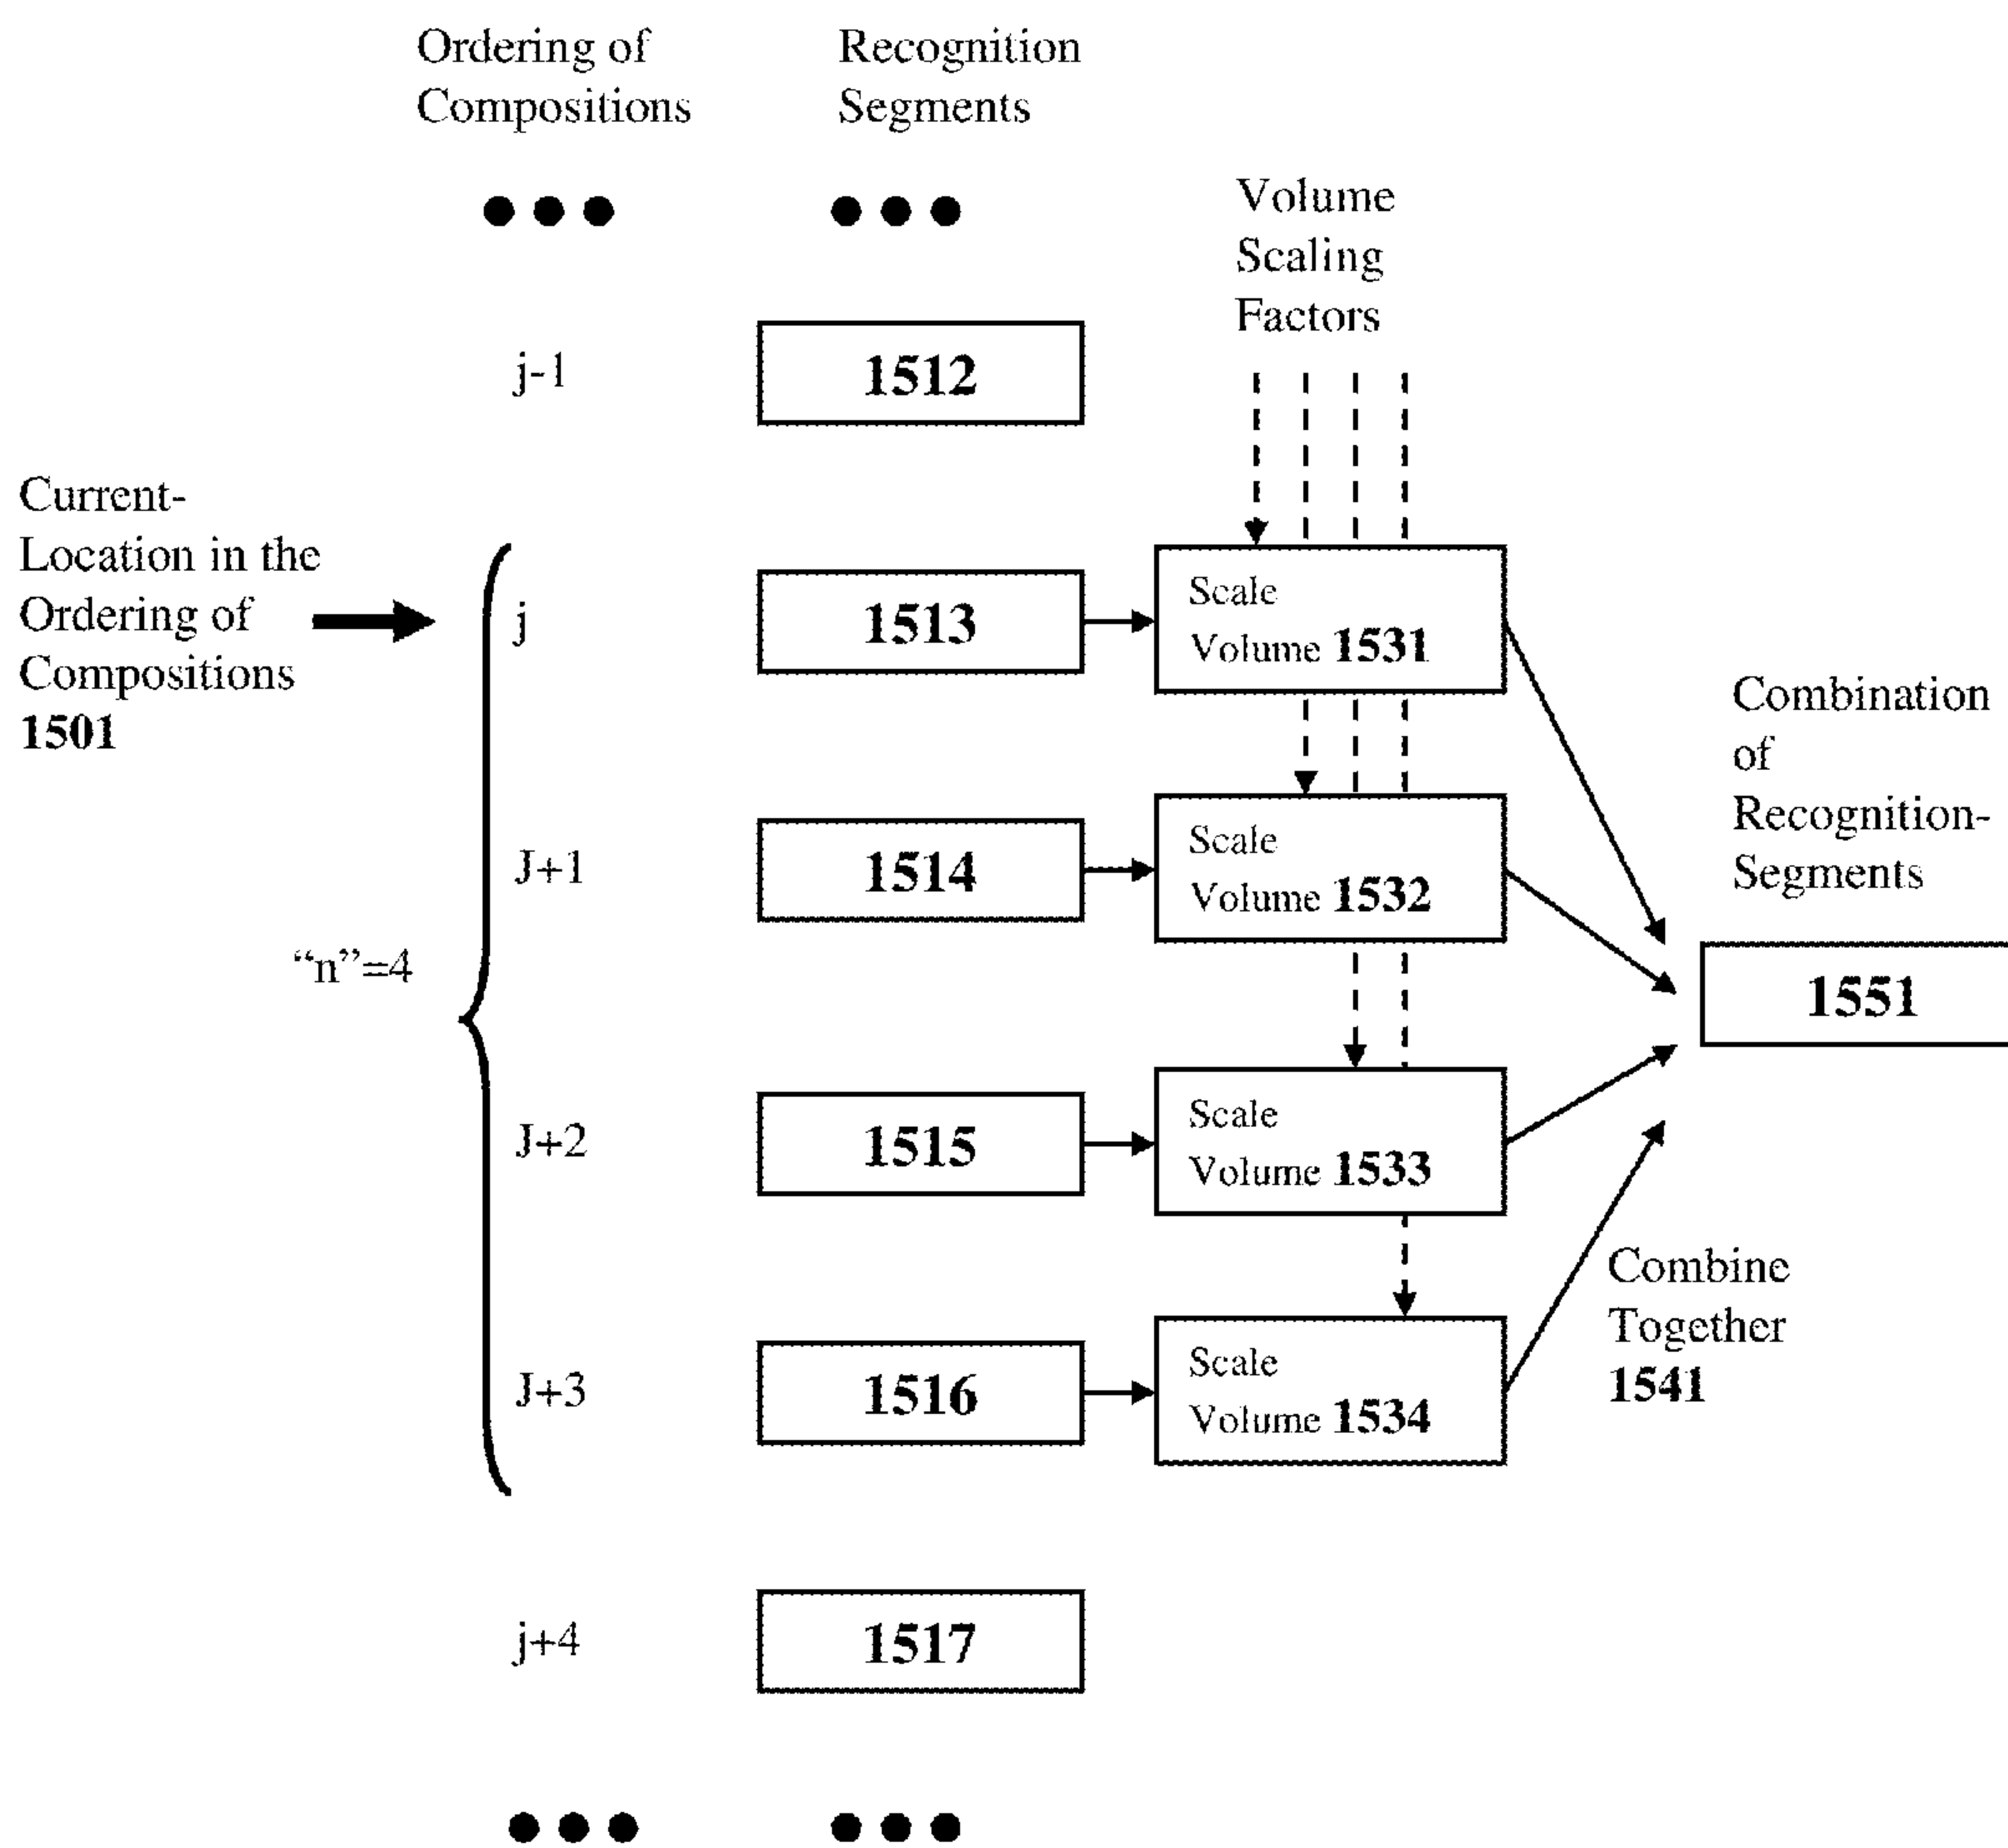 Ordering of
Compositions
Recognition
Segments
Volume
Scaling
Factors
j-1
1512
Current-
Location in the
Ordering of
Compositions
1501
j
1513
Scale
Volume 1531
Combination
of
Recognition-
Segments
J+1
1514
Scale
Volume 1532
“n”=4
1551
J+2
1515
Scale
Volume 1533
Combine
Together
1541
J+3
1516
Scale
Volume 1534
j+4
1517